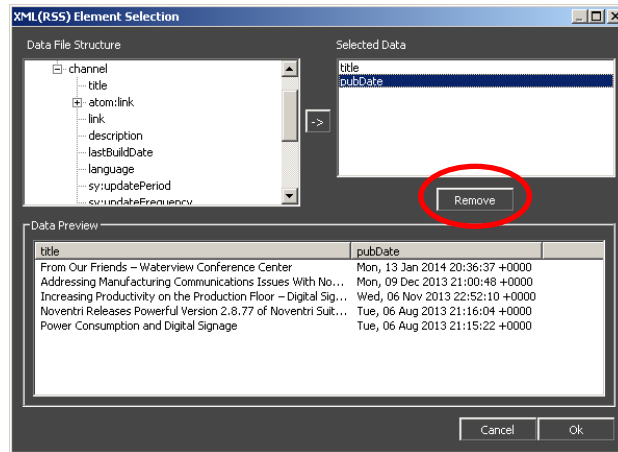 XML(RSS) Element Selection
Data File Structure
channel
title
atom:link
link
description
lastBuildDate
language
sy:updatePeriod
sy:updateFrequency
->
Selected Data
title
pubDate
Remove
Data Preview
title pubDate
From Our Friends – Waterview Conference Center Mon, 13 Jan 2014 20:36:37 +0000
Addressing Manufacturing Communications Issues With No... Mon, 09 Dec 2013 21:00:48 +0000
Increasing Productivity on the Production Floor – Digital Sig... Wed, 06 Nov 2013 22:52:10 +0000
Noventri Releases Powerful Version 2.8.77 of Noventri Suit... Tue, 06 Aug 2013 21:16:04 +0000
Power Consumption and Digital Signage Tue, 06 Aug 2013 21:15:22 +0000
Cancel Ok